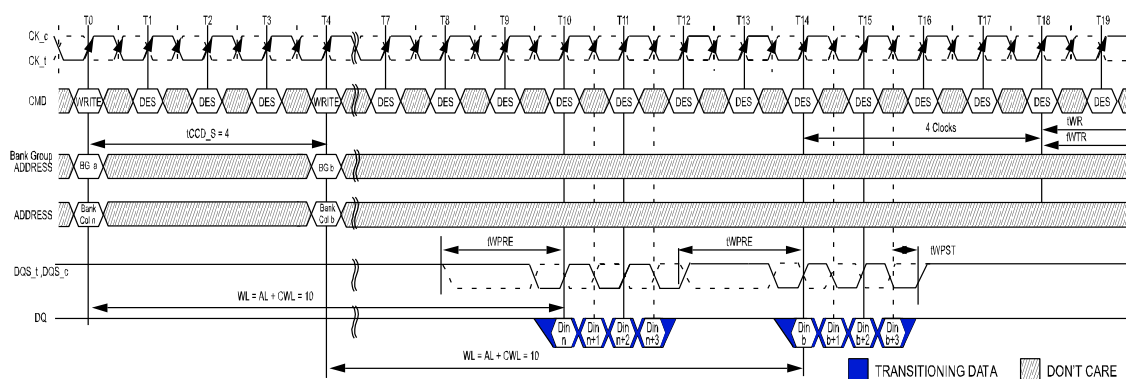 T0 T1 T2 T3 T4 T7 T8 T9 T10 T11 T12 T13 T14 T15 T16 T17 T18 T19
CK_c
CK_t
CMD WRITE DES DES DES WRITE DES DES DES DES DES DES DES DES DES DES DES DES DES
tCCD_S = 4
4 Clocks
tWR
tWTR
Bank Group
ADDRESS
BG a
BG b
ADDRESS
Bank
Col n
Bank
Col b
tWPRE
tWPRE
tWPST
DQS_t ,DQS_c
WL = AL + CWL = 10
DQ
Din
n
Din
n+1
Din
n+2
Din
n+3
Din
b
Din
b+1
Din
b+2
Din
b+3
WL = AL + CWL = 10
TRANSITIONING DATA
DON'T CARE